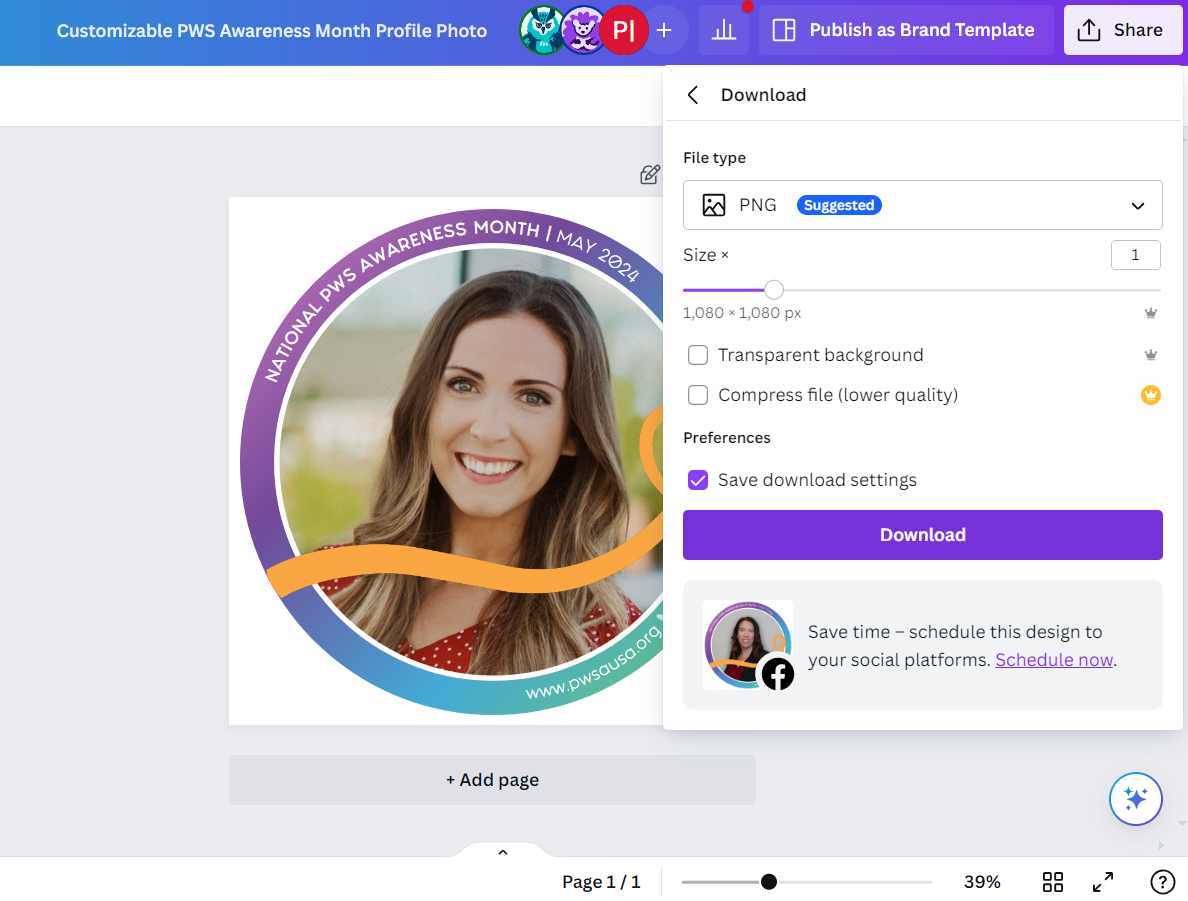 Customizable PWS Awareness Month Profile Photo
P|
+
Publish as Brand Template
Share
Download
File type
PNG
Suggested
Size ×
1
1,080 × 1,080 px
Transparent background
Compress file (lower quality)
Preferences
Save download settings
Download
Save time – schedule this design to
your social platforms. Schedule now.
NATIONAL PWS AWARENESS MONTH | MAY 2024
www.pwsausa.org
+ Add page
Page 1 / 1
39%
?